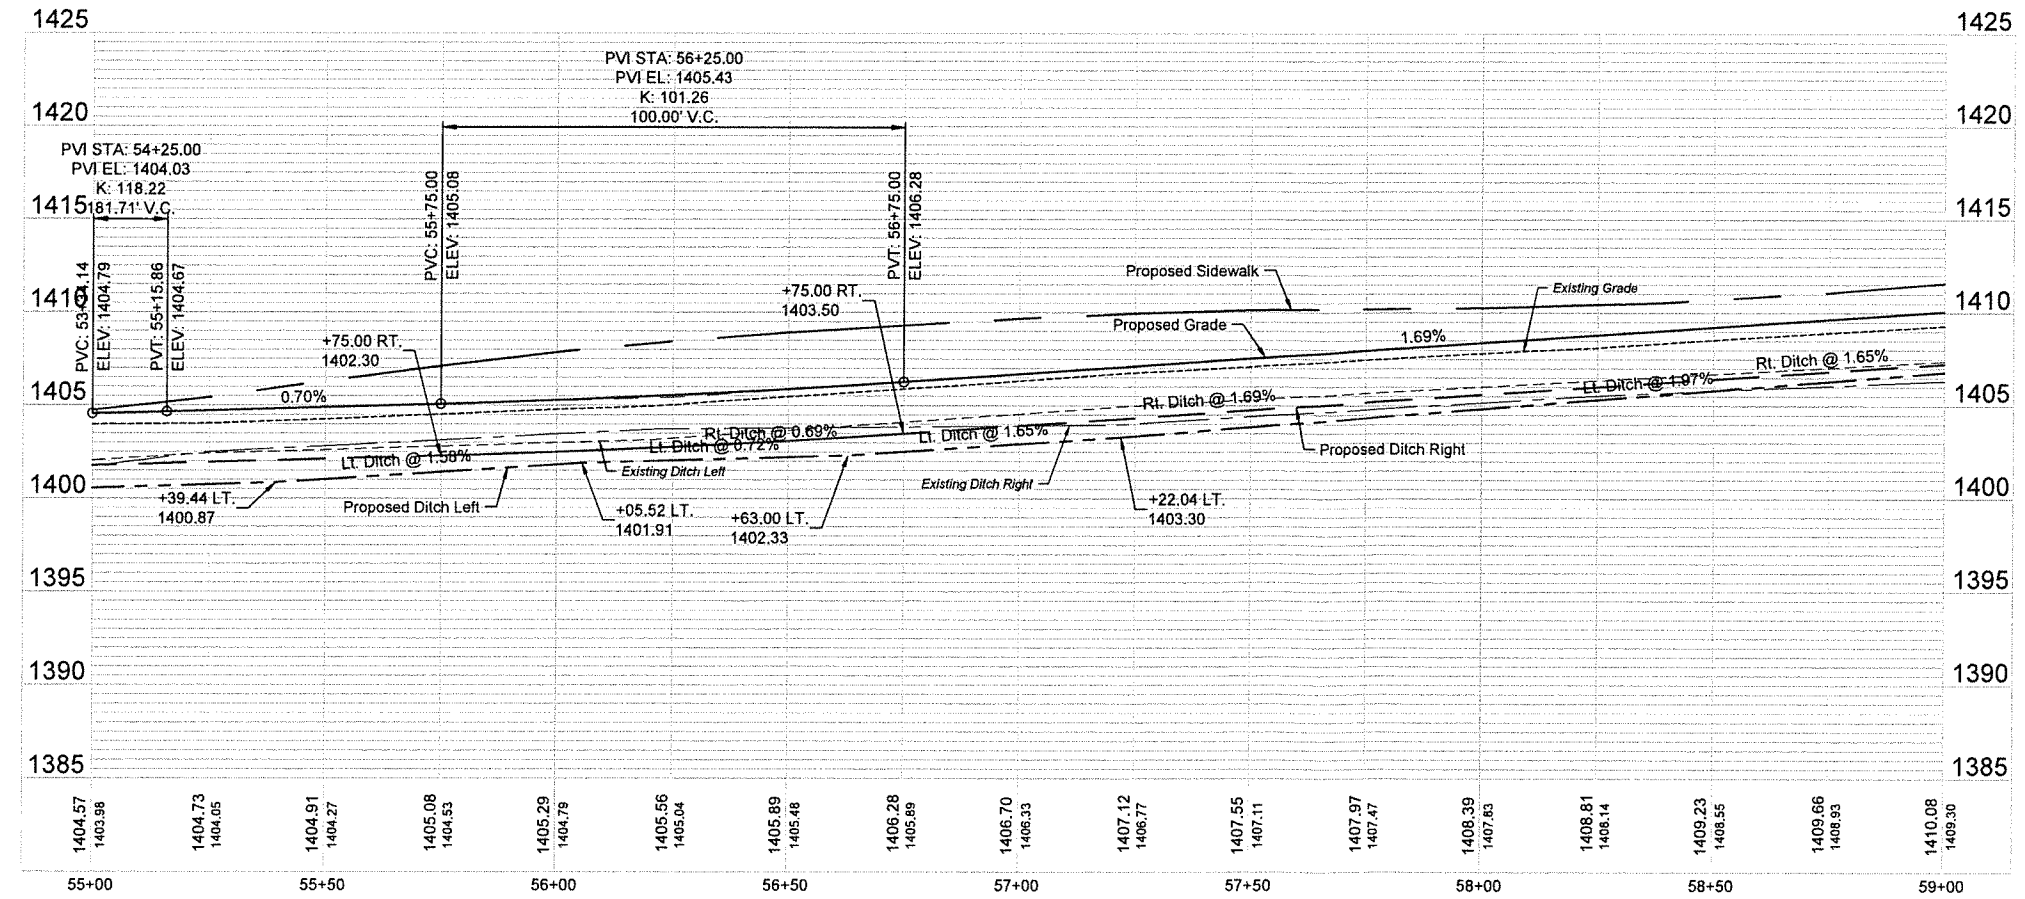 1425
1425
PVI STA: 56+25.00
PVI EL: 1405.43
K: 101.26
100.00' V.C.
1420
1420
PVI STA: 54+25.00
PVI EL: 1404.03
K: 118.22
181.71' V.C.
1415
1415
PVT: 55+15.86
ELEV: 1404.67
ELEV: 1404.79
PVC: 55+75.00
ELEV: 1405.08
PVT: 56+75.00
ELEV: 1406.28
1410
1410
Proposed Sidewalk
Existing Grade
+75.00 RT.
1403.50
Proposed Grade
1.69%
+75.00 RT.
1402.30
1405
1405
0.70%
Rt. Ditch @ 1.65%
Lt. Ditch @ 1.97%
Rt. Ditch @ 1.69%
Rt. Ditch @ 0.69%
Lt. Ditch @ 0.72%
Lt. Ditch @ 1.65%
Lt. Ditch @ 1.58%
Proposed Ditch Right
Existing Ditch Left
Existing Ditch Right
1400
1400
+39.44 LT.
1400.87
Proposed Ditch Left
+05.52 LT.
1401.91
+63.00 LT.
1402.33
+22.04 LT.
1403.30
1395
1395
1390
1390
1385
1385
1404.57
1403.98
1404.73
1404.05
1404.91
1404.27
1405.08
1404.53
1405.29
1404.79
1405.56
1405.04
1405.89
1405.48
1406.28
1405.89
1406.70
1406.33
1407.12
1406.77
1407.55
1407.11
1407.97
1407.47
1408.39
1407.83
1408.81
1408.14
1409.23
1408.55
1409.66
1408.93
1410.08
1409.30
55+00
55+50
56+00
56+50
57+00
57+50
58+00
58+50
59+00